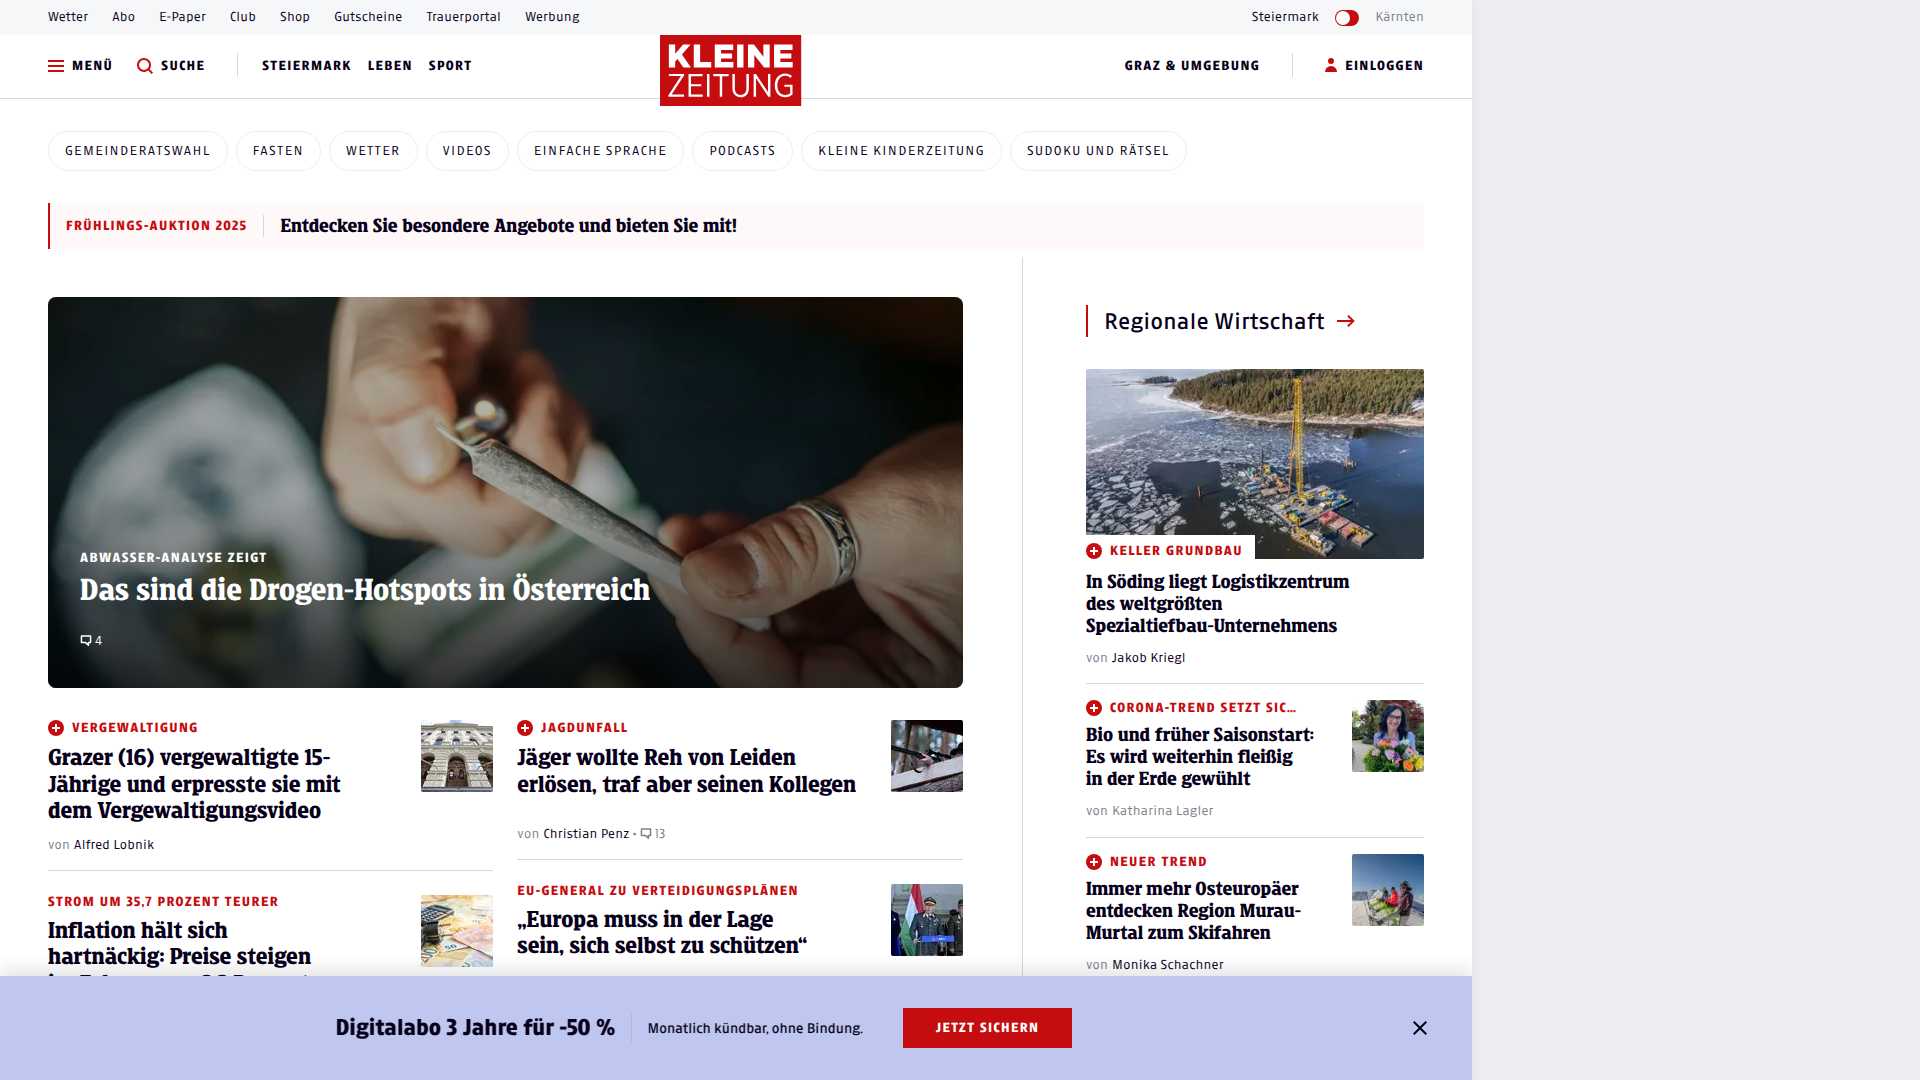 Wetter Abo E-Paper Club Shop Gutscheine Trauerportal Werbung Steiermark Kärnten
MENÜ SUCHE STEIERMARK LEBEN SPORT GRAZ & UMGEBUNG EINLOGGEN
KLEINE
ZEITUNG
GEMEINDERATSWAHL FASTEN WETTER VIDEOS EINFACHE SPRACHE PODCASTS KLEINE KINDERZEITUNG SUDOKU UND RÄTSEL
FRÜHLINGS-AUKTION 2025 Entdecken Sie besondere Angebote und bieten Sie mit!
ABWASSER-ANALYSE ZEIGT
Das sind die Drogen-Hotspots in Österreich
4
VERGEWALTIGUNG
Grazer (16) vergewaltigte 15-
Jährige und erpresste sie mit
dem Vergewaltigungsvideo
von Alfred Lobnik
STROM UM 35,7 PROZENT TEURER
Inflation hält sich
hartnäckig: Preise steigen
JAGDUNFALL
Jäger wollte Reh von Leiden
erlösen, traf aber seinen Kollegen
von Christian Penz • 13
EU-GENERAL ZU VERTEIDIGUNGSPLÄNEN
„Europa muss in der Lage
sein, sich selbst zu schützen“
Regionale Wirtschaft
KELLER GRUNDBAU
In Söding liegt Logistikzentrum
des weltgrößten
Spezialtiefbau-Unternehmens
von Jakob Kriegl
CORONA-TREND SETZT SIC...
Bio und früher Saisonstart:
Es wird weiterhin fleißig
in der Erde gewühlt
von Katharina Lagler
NEUER TREND
Immer mehr Osteuropäer
entdecken Region Murau-
Murtal zum Skifahren
von Monika Schachner
Digitalabo 3 Jahre für -50 % Monatlich kündbar, ohne Bindung. JETZT SICHERN